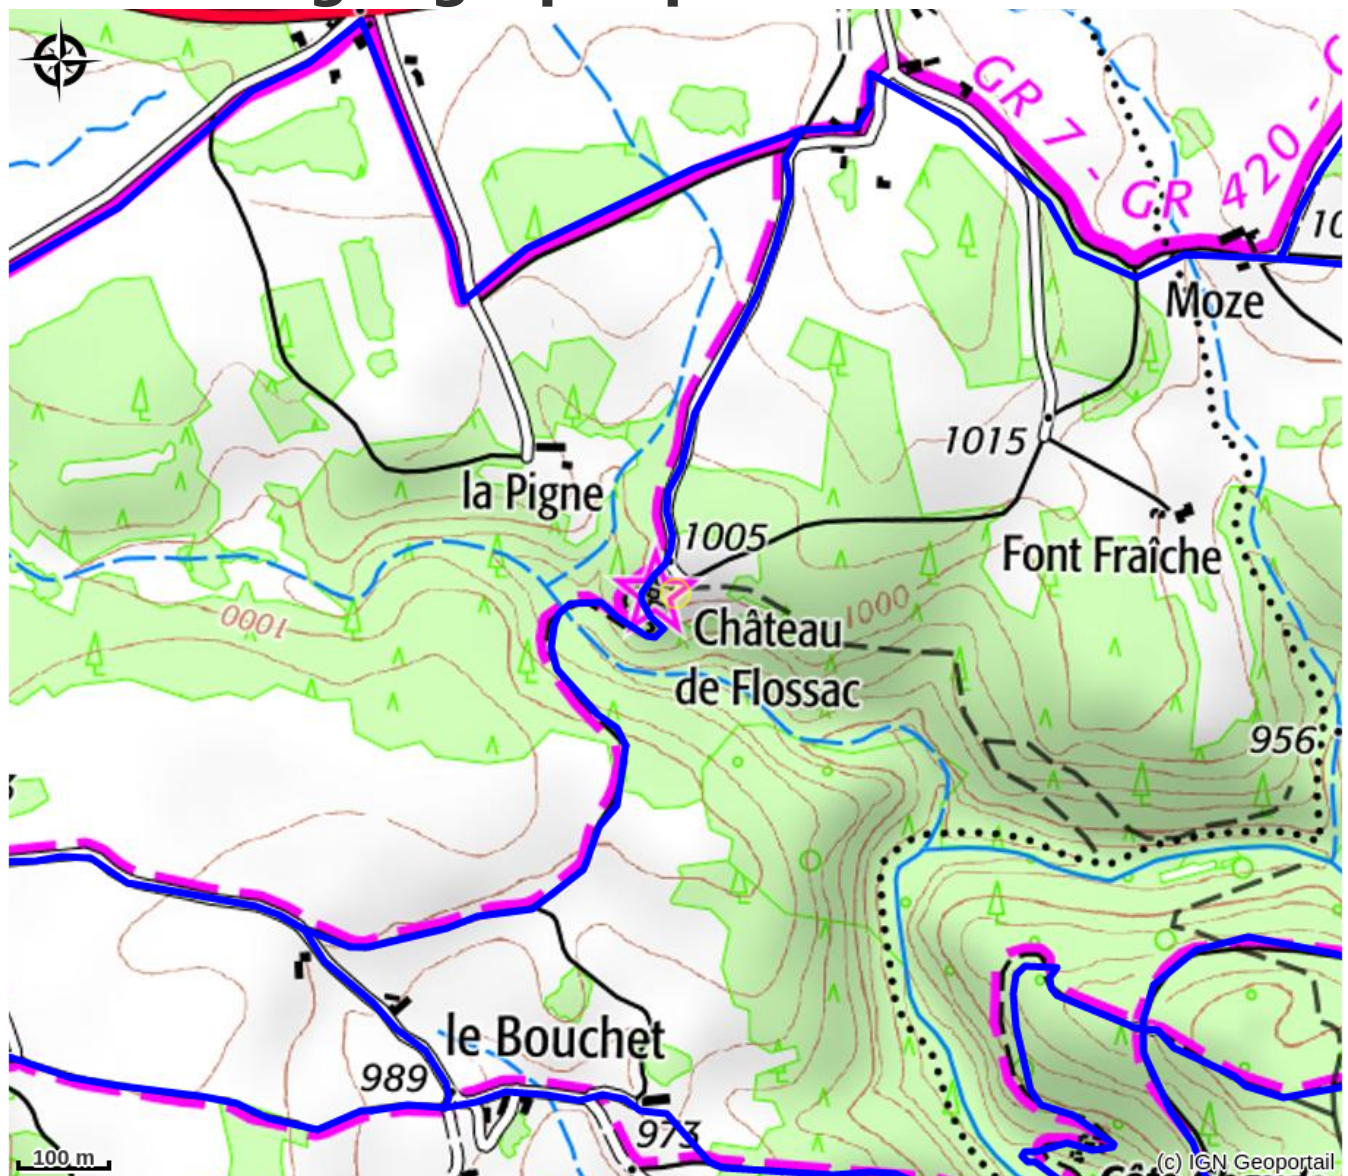 GR 7 - GR 420 -
Moze
1015
la Pigne
1005
Font Fraîche
1000
1000
Château
de Flossac
956
le Bouchet
989
973
100 m
(c) IGN Geoportail